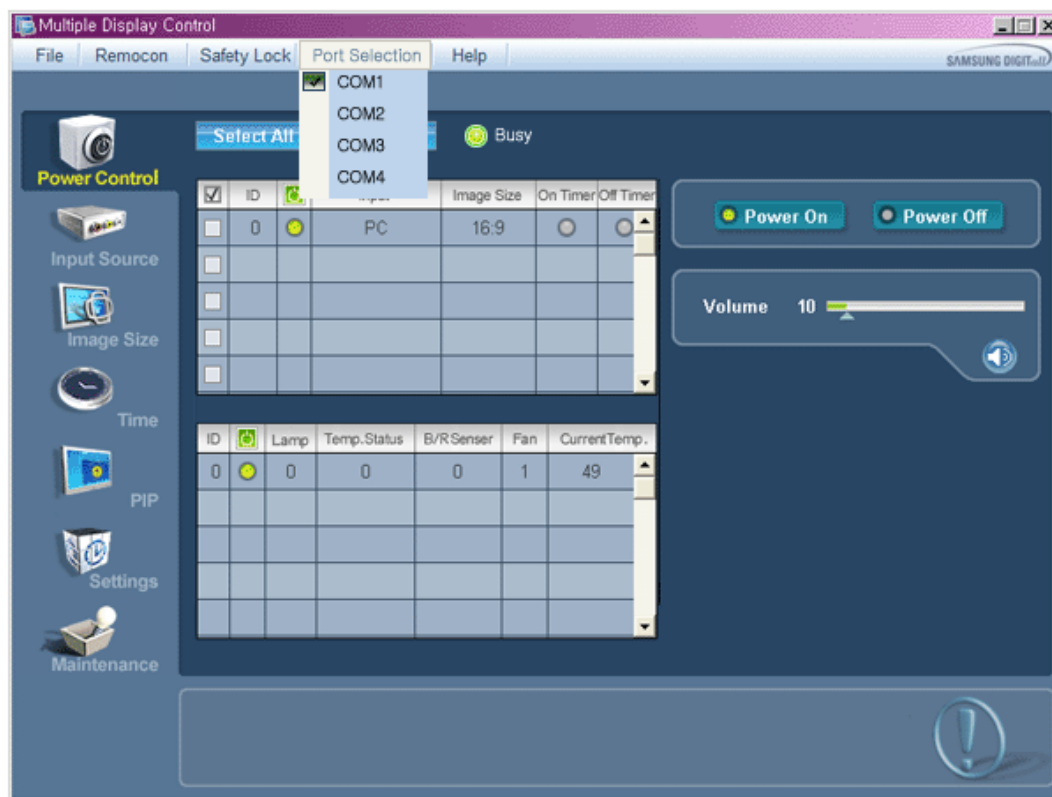 Multiple Display Control
File Remocon Safety Lock Port Selection Help
SAMSUNG DIGITall
COM1
COM2
COM3
COM4
Select All
Busy
Power Control
Input Source
Image Size
Time
PIP
Settings
Maintenance
ID Image Size On Timer Off Timer
0 PC 16:9
Power On Power Off
Volume 10
ID Lamp Temp.Status B/RSenser Fan CurrentTemp.
0 0 0 0 1 49